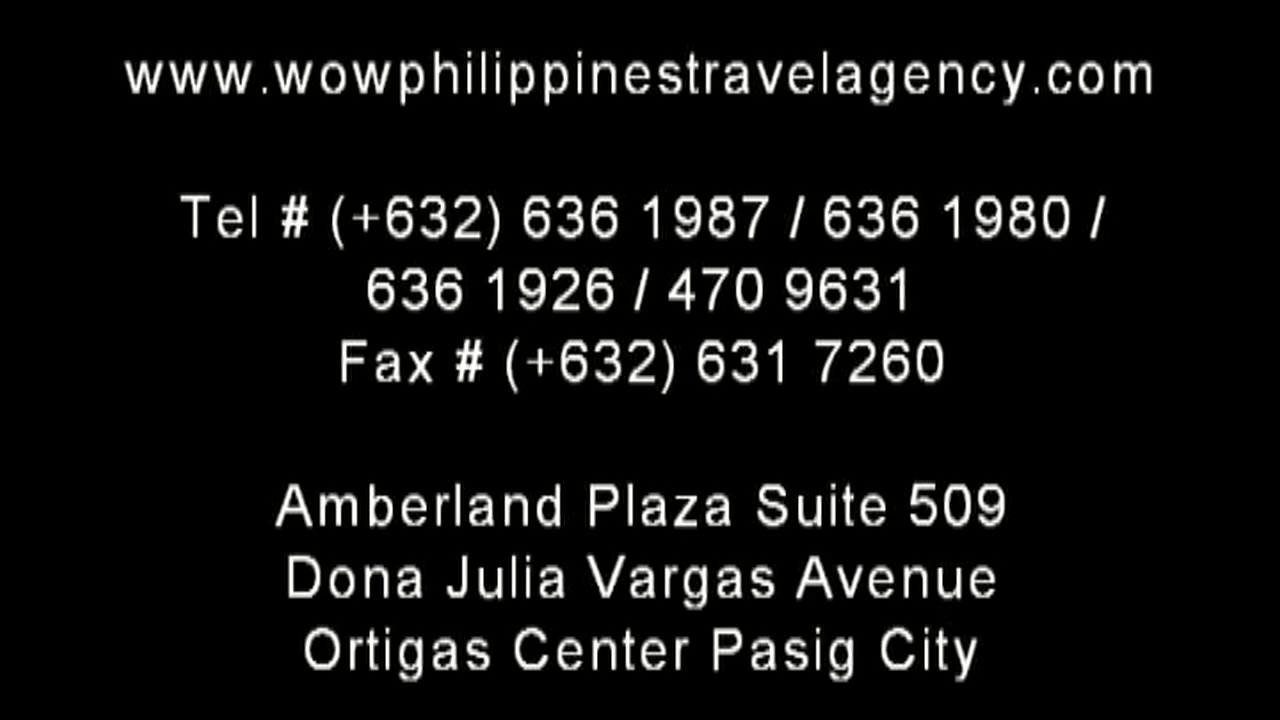 www.wowphilippinestravelagency.com
Tel # (+632) 636 1987 / 636 1980 /
636 1926 / 470 9631
Fax # (+632) 631 7260
Amberland Plaza Suite 509
Dona Julia Vargas Avenue
Ortigas Center Pasig City